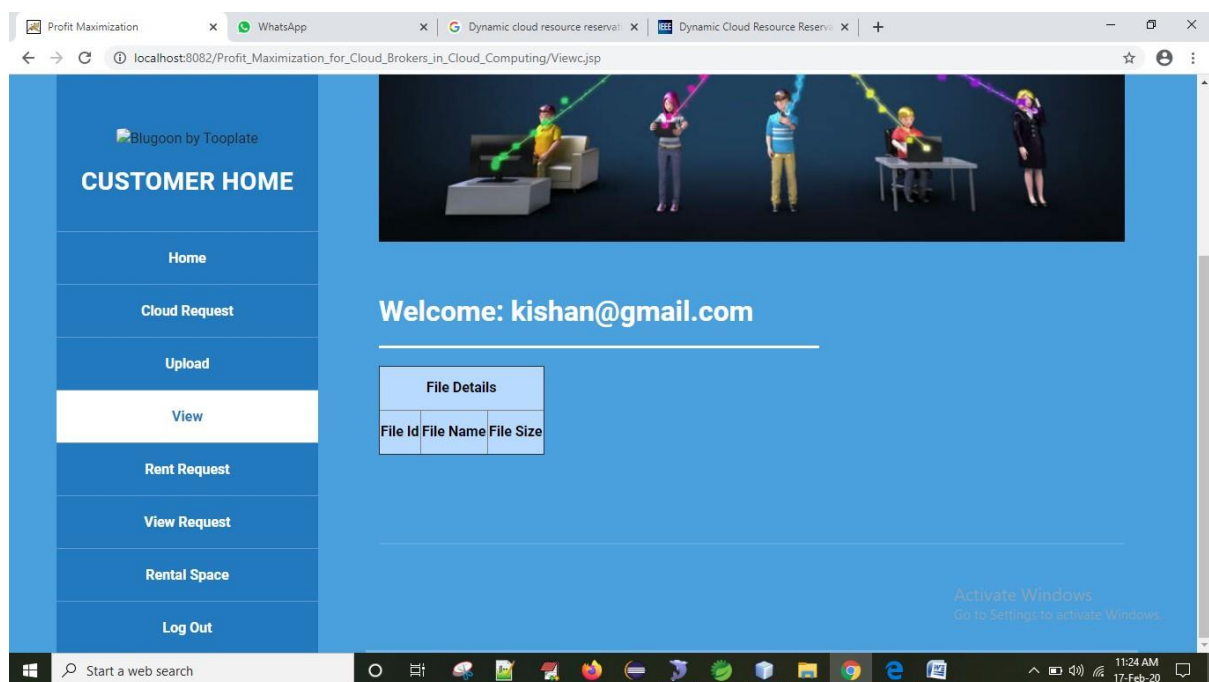 Profit Maximization
WhatsApp
Dynamic cloud resource reservat
Dynamic Cloud Resource Reserva
localhost:8082/Profit_Maximization_for_Cloud_Brokers_in_Cloud_Computing/Viewc.jsp
Blugoon by Tooplate
CUSTOMER HOME
Home
Cloud Request
Upload
View
Rent Request
View Request
Rental Space
Log Out
Welcome: kishan@gmail.com
File Details
File Id File Name File Size
Activate Windows
Go to Settings to activate Windows.
Start a web search
11:24 AM
17-Feb-20